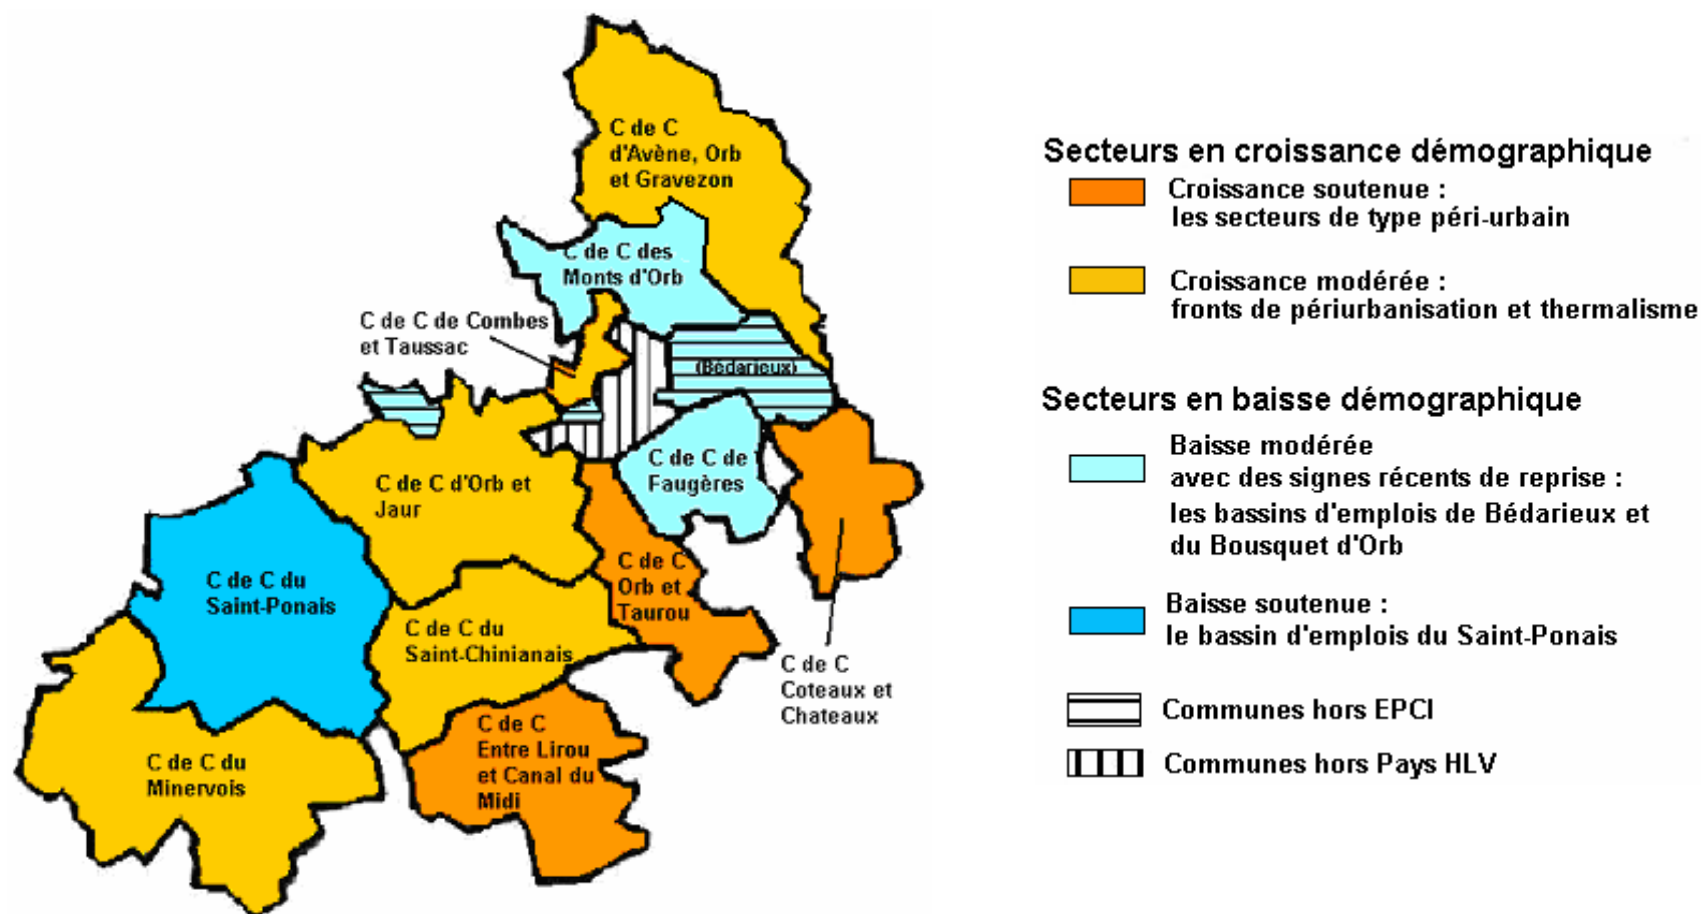 C de C
d'Avène, Orb
et Gravezon
C de C des
Monts d'Orb
C de C de Combes
et Taussac
(Bédarieux)
C de C de
Faugères
C de C d'Orb et
Jaur
C de C
Orb et
Taurou
C de C du
Saint-Ponais
C de C du
Saint-Chinianais
C de C
Coteaux et
Chateaux
C de C
Entre Lirou
et Canal du
Midi
C de C du
Minervois
Secteurs en croissance démographique
Croissance soutenue :
les secteurs de type péri-urbain
Croissance modérée :
fronts de périurbanisation et thermalisme
Secteurs en baisse démographique
Baisse modérée
avec des signes récents de reprise :
les bassins d'emplois de Bédarieux et
du Bousquet d'Orb
Baisse soutenue :
le bassin d'emplois du Saint-Ponais
Communes hors EPCI
Communes hors Pays HLV